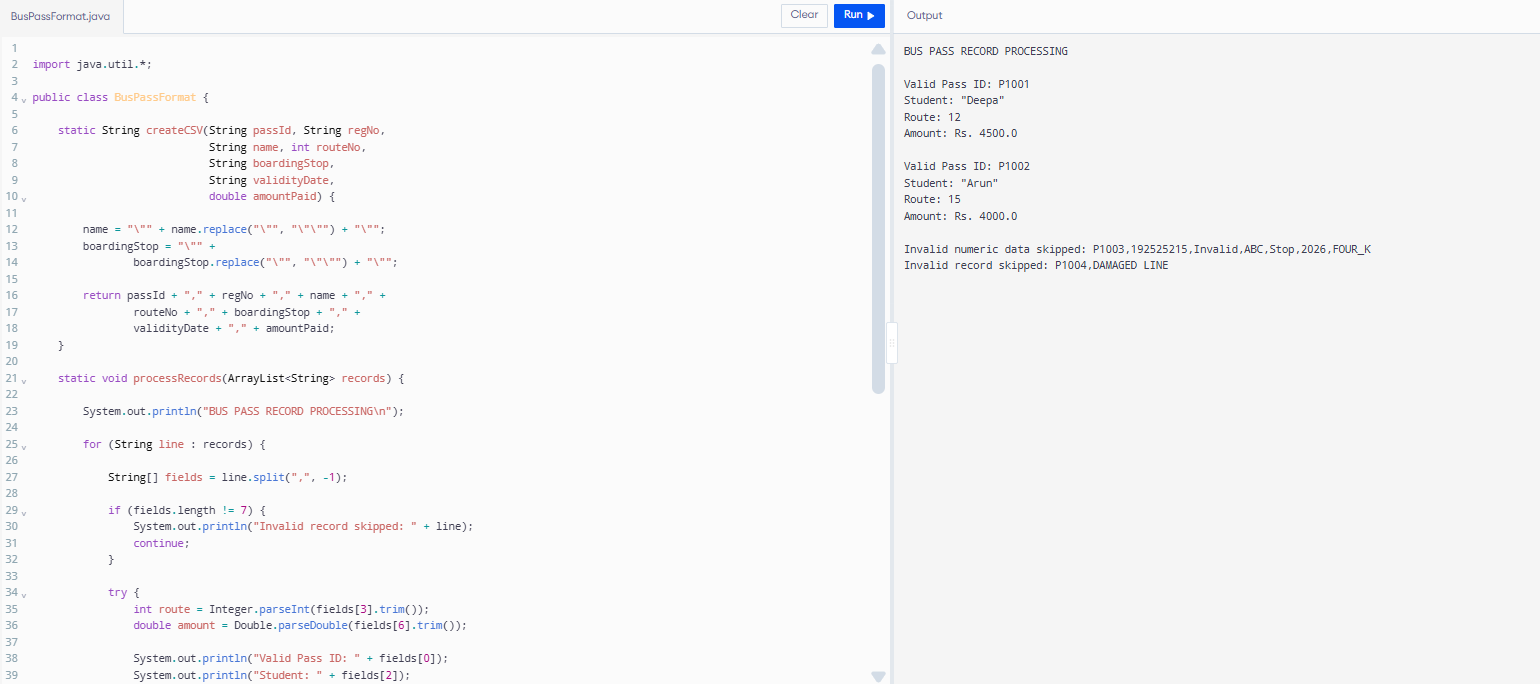 BusPassFormat.java
Clear
Run
Output
1
2 import java.util.*;
3
4 public class BusPassFormat {
5
6 static String createCSV(String passId, String regNo,
7 String name, int routeNo,
8 String boardingStop,
9 String validityDate,
10 double amountPaid) {
11
12 name = "\"" + name.replace("\"", "\"\"") + "\"";
13 boardingStop = "\"" +
14 boardingStop.replace("\"", "\"\"") + "\"";
15
16 return passId + "," + regNo + "," + name + "," +
17 routeNo + "," + boardingStop + "," +
18 validityDate + "," + amountPaid;
19 }
20
21 static void processRecords(ArrayList<String> records) {
22
23 System.out.println("BUS PASS RECORD PROCESSING\n");
24
25 for (String line : records) {
26
27 String[] fields = line.split(",", -1);
28
29 if (fields.length != 7) {
30 System.out.println("Invalid record skipped: " + line);
31 continue;
32 }
33
34 try {
35 int route = Integer.parseInt(fields[3].trim());
36 double amount = Double.parseDouble(fields[6].trim());
37
38 System.out.println("Valid Pass ID: " + fields[0]);
39 System.out.println("Student: " + fields[2]);
BUS PASS RECORD PROCESSING
Valid Pass ID: P1001
Student: "Deepa"
Route: 12
Amount: Rs. 4500.0
Valid Pass ID: P1002
Student: "Arun"
Route: 15
Amount: Rs. 4000.0
Invalid numeric data skipped: P1003,192525215,Invalid,ABC,Stop,2026,FOUR_K
Invalid record skipped: P1004,DAMAGED LINE